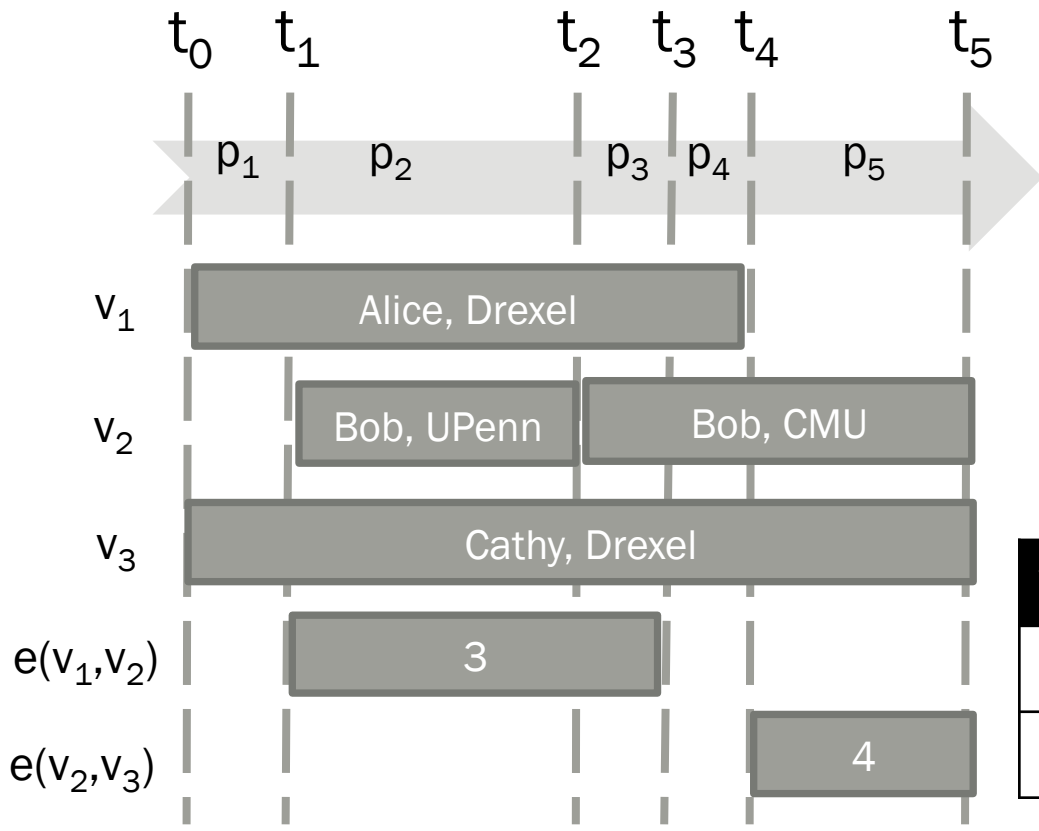 t0 t1 t2 t3 t4 t5
p1 p2 p3 p4 p5
v1 Alice, Drexel
v2 Bob, UPenn Bob, CMU
v3 Cathy, Drexel
e(v1,v2) 3
e(v2,v3) 4